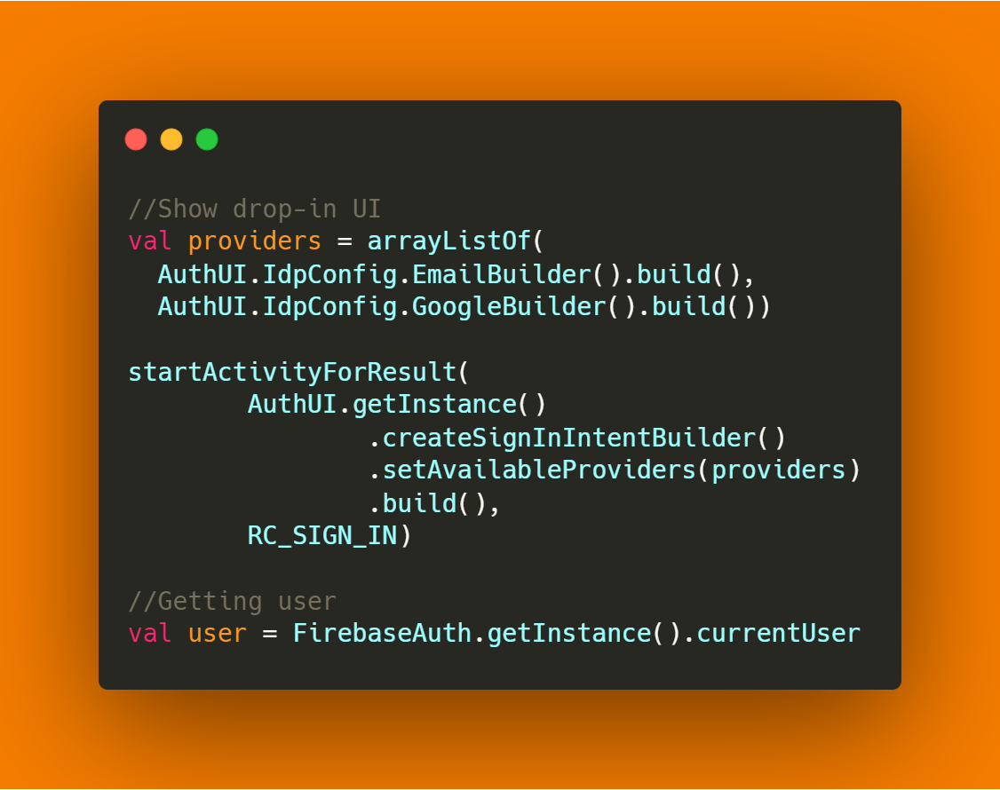 //Show drop-in UI
val providers = arrayListOf(
  AuthUI.IdpConfig.EmailBuilder().build(),
  AuthUI.IdpConfig.GoogleBuilder().build())

startActivityForResult(
        AuthUI.getInstance()
                .createSignInIntentBuilder()
                .setAvailableProviders(providers)
                .build(),
        RC_SIGN_IN)

//Getting user
val user = FirebaseAuth.getInstance().currentUser